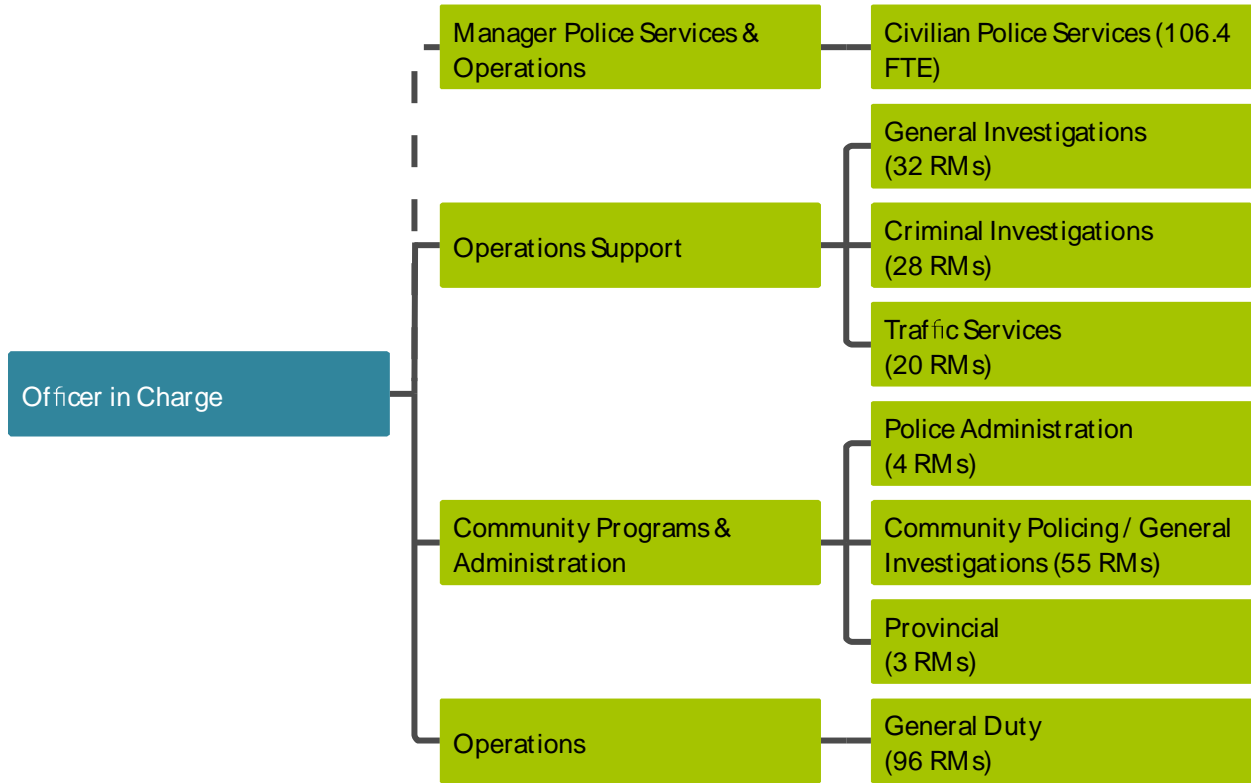 Manager Police Services &
Operations
Civilian Police Services (106.4
FTE)
General Investigations
(32 RMs)
Operations Support
Criminal Investigations
(28 RMs)
Traffic Services
(20 RMs)
Officer in Charge
Police Administration
(4 RMs)
Community Programs &
Administration
Community Policing / General
Investigations (55 RMs)
Provincial
(3 RMs)
Operations
General Duty
(96 RMs)